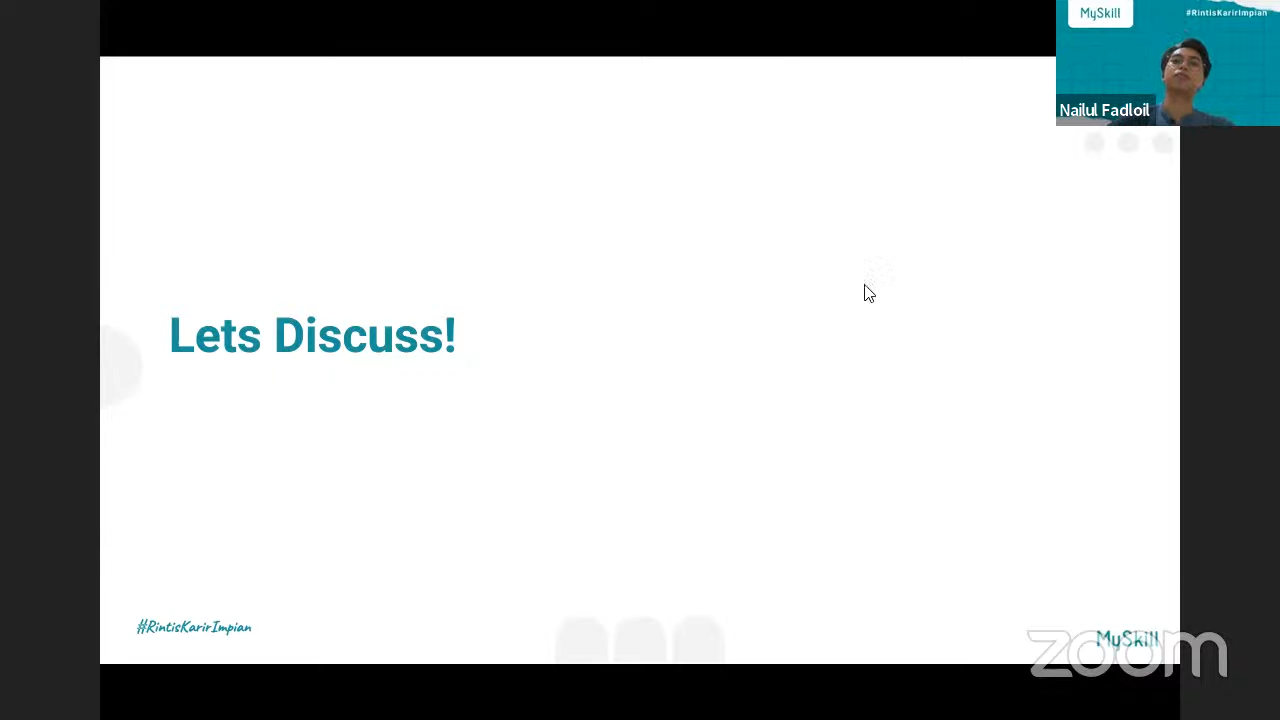 MySkill
#RintisKarirImpian
Nailul Fadloil
Lets Discuss!
#RintisKarirImpian
MySkill
zoom